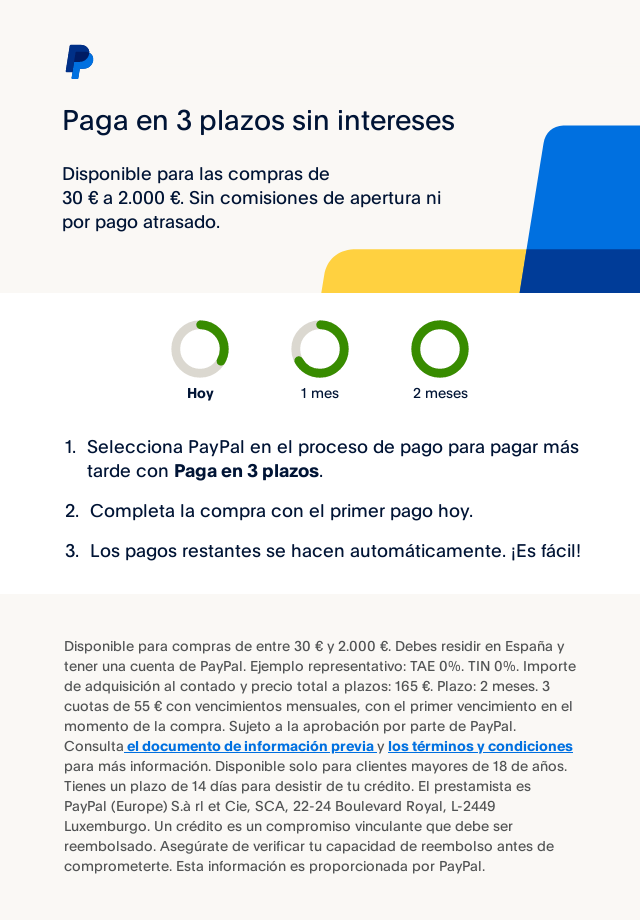 Paga en 3 plazos sin intereses
Disponible para las compras de
30 € a 2.000 €. Sin comisiones de apertura ni
por pago atrasado.
Hoy
1 mes
2 meses
1. Selecciona PayPal en el proceso de pago para pagar más
tarde con Paga en 3 plazos.
2. Completa la compra con el primer pago hoy.
3. Los pagos restantes se hacen automáticamente. ¡Es fácil!
Disponible para compras de entre 30 € y 2.000 €. Debes residir en España y
tener una cuenta de PayPal. Ejemplo representativo: TAE 0%. TIN 0%. Importe
de adquisición al contado y precio total a plazos: 165 €. Plazo: 2 meses. 3
cuotas de 55 € con vencimientos mensuales, con el primer vencimiento en el
momento de la compra. Sujeto a la aprobación por parte de PayPal.
Consulta el documento de información previa y los términos y condiciones
para más información. Disponible solo para clientes mayores de 18 de años.
Tienes un plazo de 14 días para desistir de tu crédito. El prestamista es
PayPal (Europe) S.à rl et Cie, SCA, 22-24 Boulevard Royal, L-2449
Luxemburgo. Un crédito es un compromiso vinculante que debe ser
reembolsado. Asegúrate de verificar tu capacidad de reembolso antes de
comprometerte. Esta información es proporcionada por PayPal.